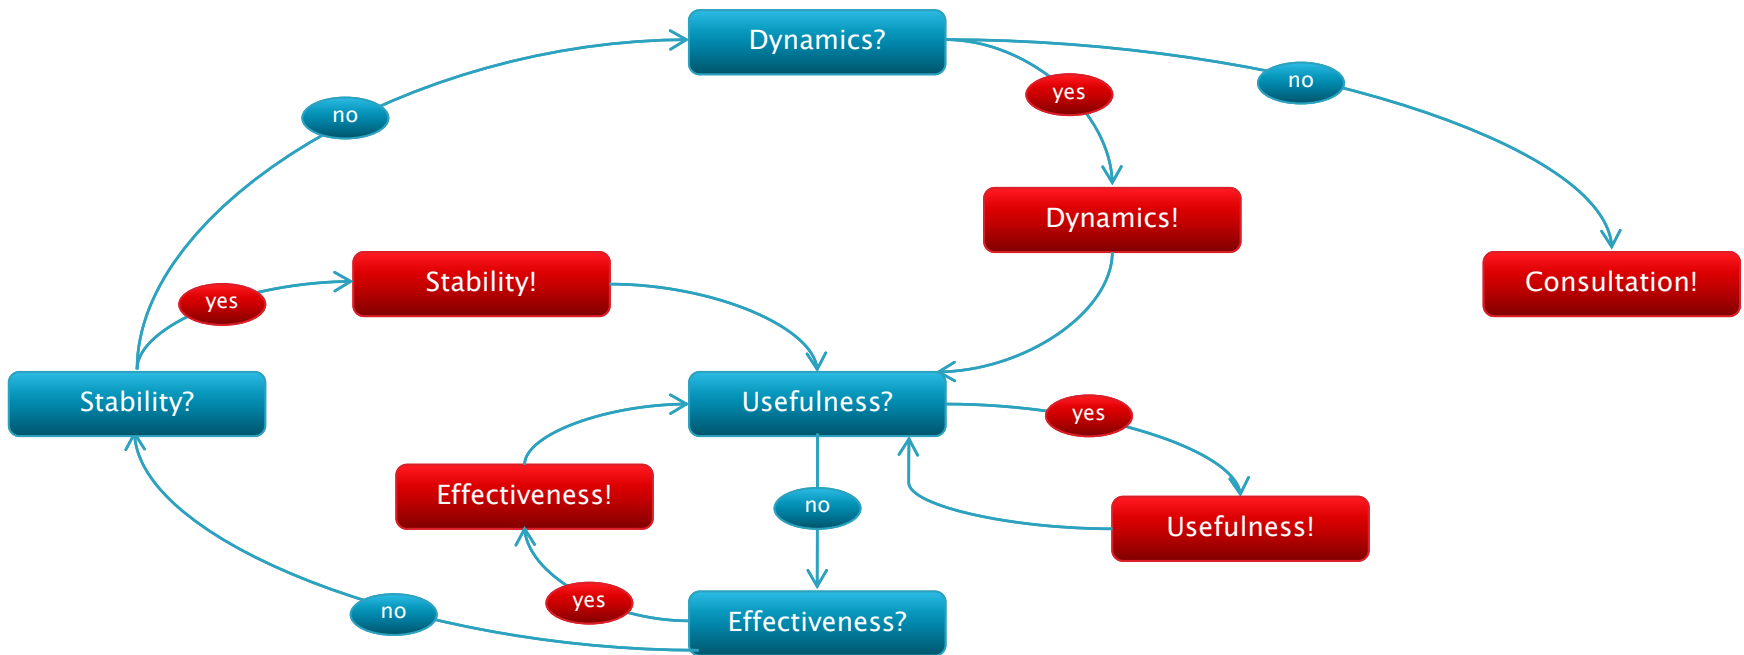 Dynamics?
no
yes
no
Dynamics!
Stability!
Consultation!
yes
Stability?
Usefulness?
yes
Effectiveness!
no
Usefulness!
yes
no
Effectiveness?